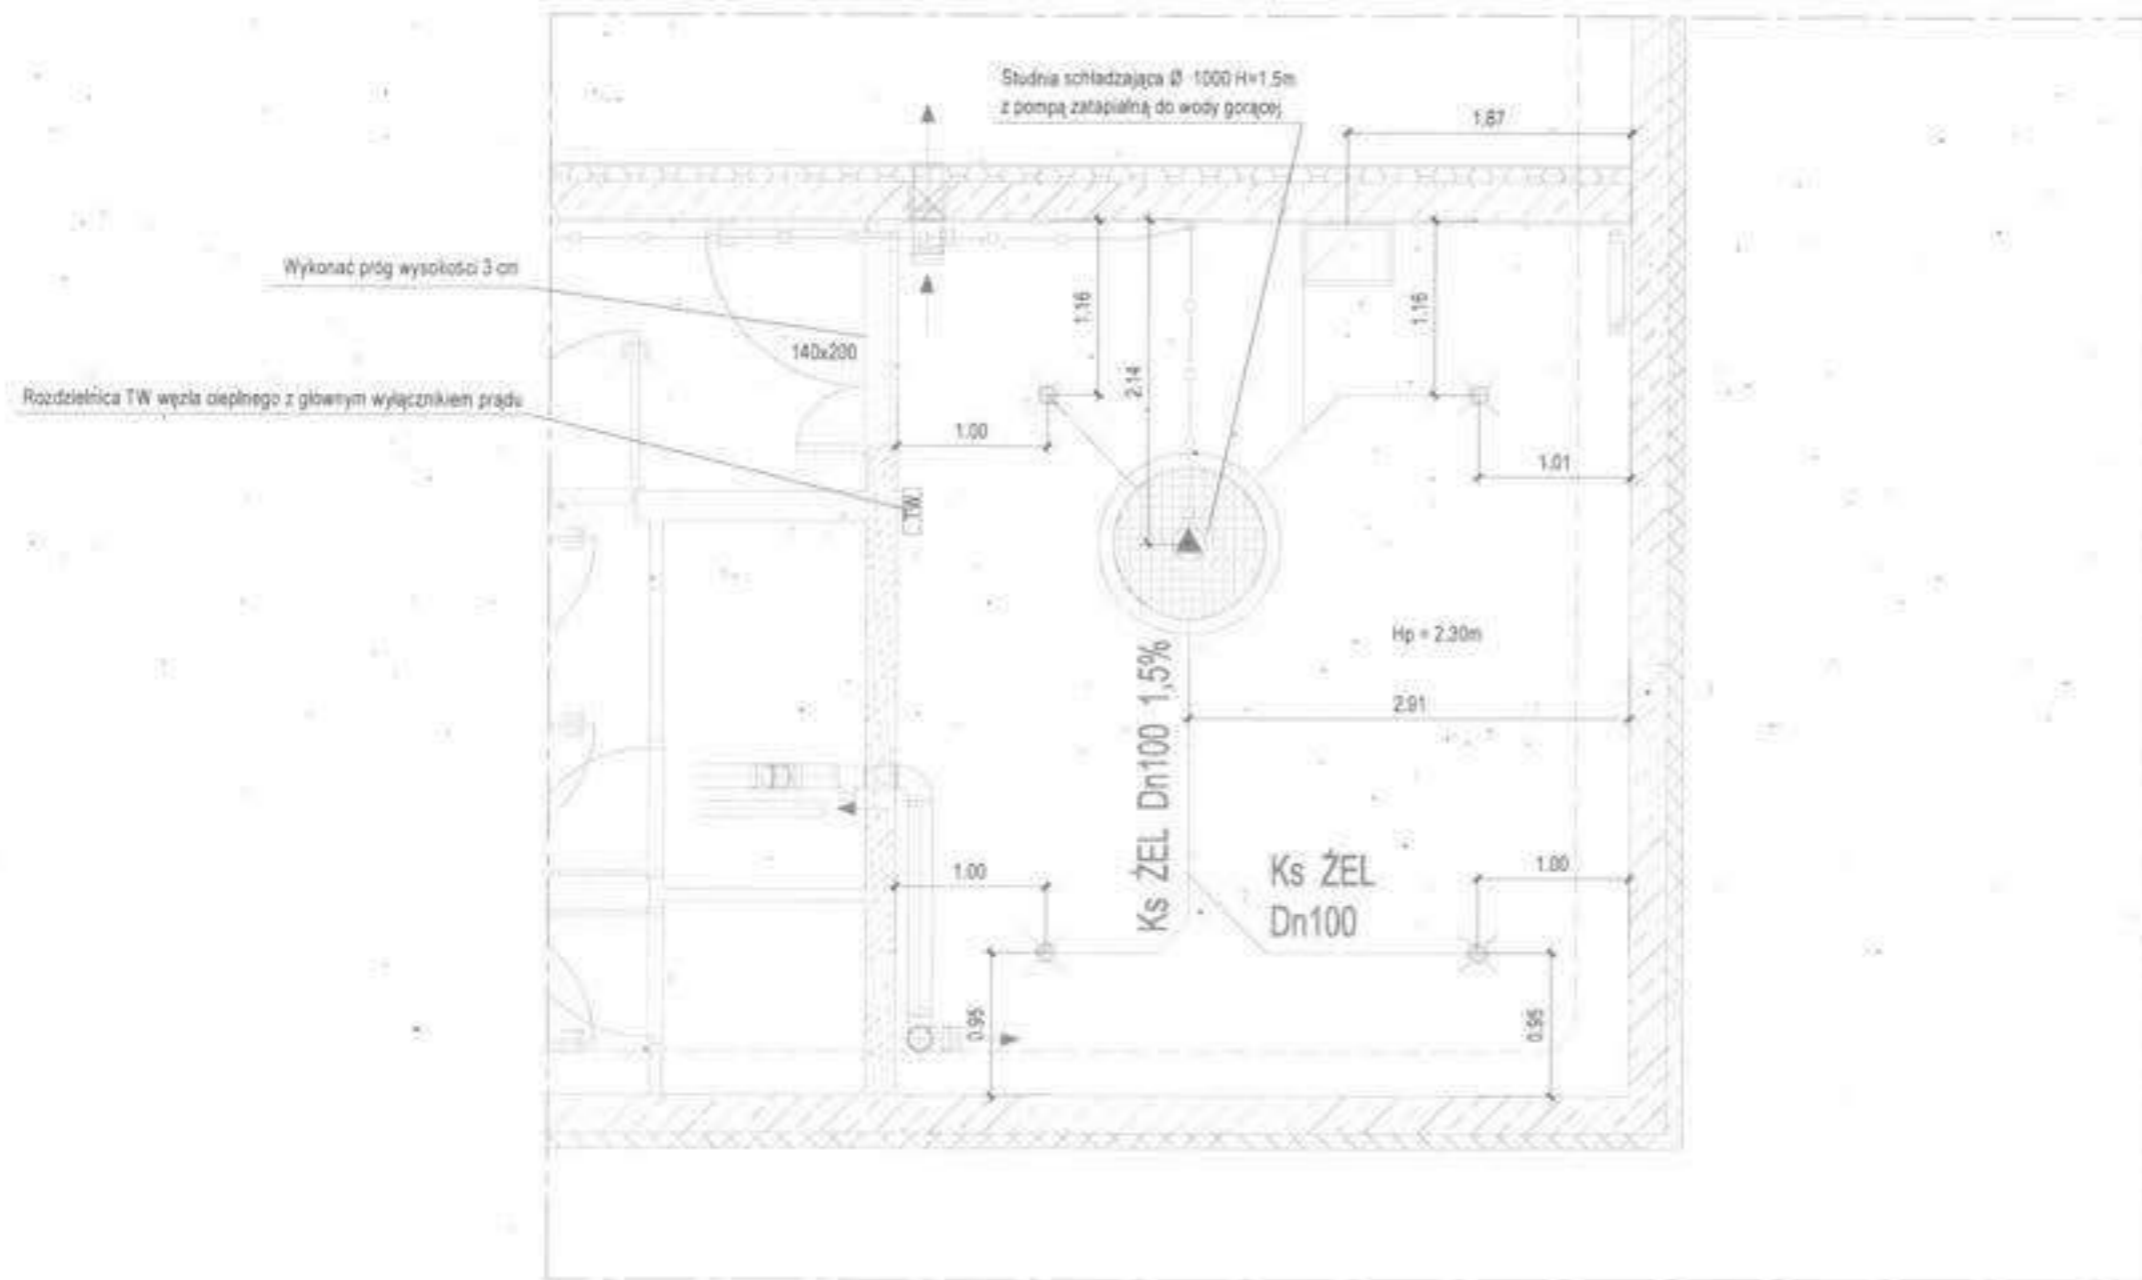 Studnia schładzająca Ø 1000 H=1.5m
z pompą zatapialną do wody gorącej
1.87
Wykonać próg wysokości 3 cm
140x200
1.16
2.14
1.16
Rozdzielnica TW węzła cieplnego z głównym wyłącznikiem prądu
1.00
1.01
TW
Hp = 2.30m
2.91
Ks ŻEL Dn100 1,5%
1.00
Ks ŻEL
Dn100
1.00
0.95
0.95